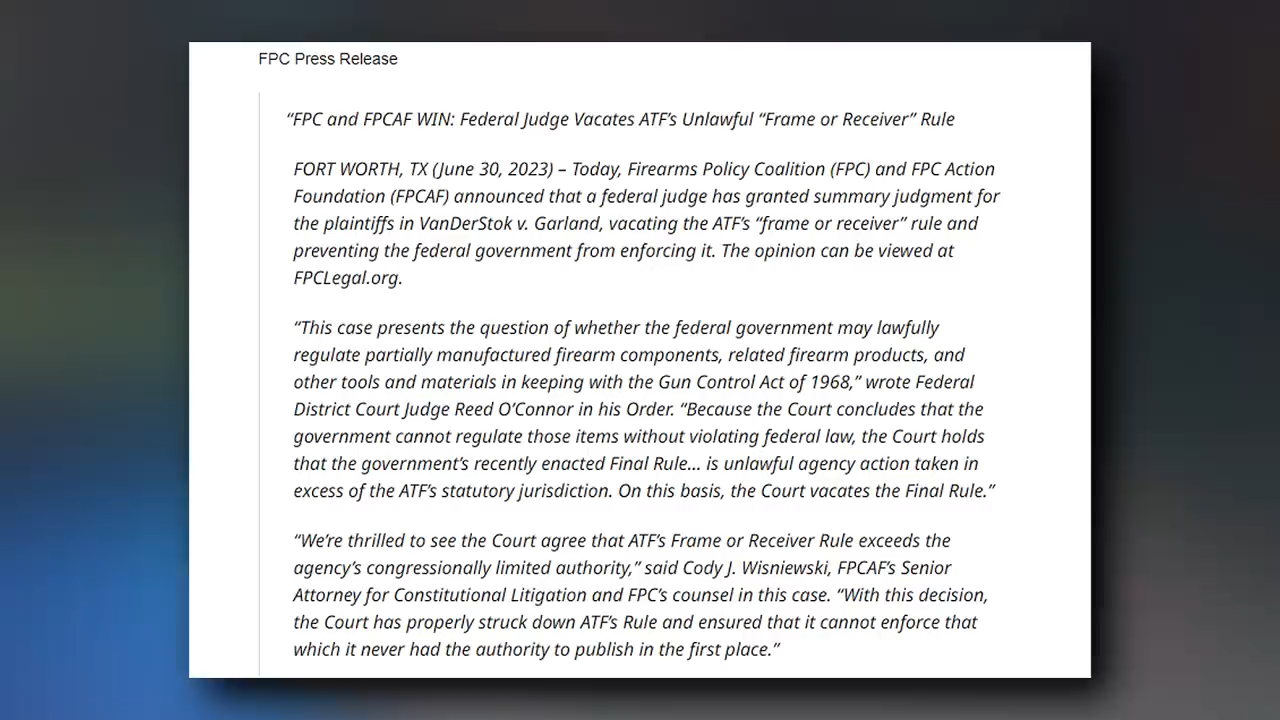 FPC Press Release
“FPC and FPCAF WIN: Federal Judge Vacates ATF’s Unlawful “Frame or Receiver” Rule
FORT WORTH, TX (June 30, 2023) – Today, Firearms Policy Coalition (FPC) and FPC Action
Foundation (FPCAF) announced that a federal judge has granted summary judgment for
the plaintiffs in VanDerStok v. Garland, vacating the ATF’s “frame or receiver” rule and
preventing the federal government from enforcing it. The opinion can be viewed at
FPCLegal.org.
“This case presents the question of whether the federal government may lawfully
regulate partially manufactured firearm components, related firearm products, and
other tools and materials in keeping with the Gun Control Act of 1968,” wrote Federal
District Court Judge Reed O’Connor in his Order. “Because the Court concludes that the
government cannot regulate those items without violating federal law, the Court holds
that the government’s recently enacted Final Rule... is unlawful agency action taken in
excess of the ATF’s statutory jurisdiction. On this basis, the Court vacates the Final Rule.”
“We’re thrilled to see the Court agree that ATF’s Frame or Receiver Rule exceeds the
agency’s congressionally limited authority,” said Cody J. Wisniewski, FPCAF’s Senior
Attorney for Constitutional Litigation and FPC’s counsel in this case. “With this decision,
the Court has properly struck down ATF’s Rule and ensured that it cannot enforce that
which it never had the authority to publish in the first place.”